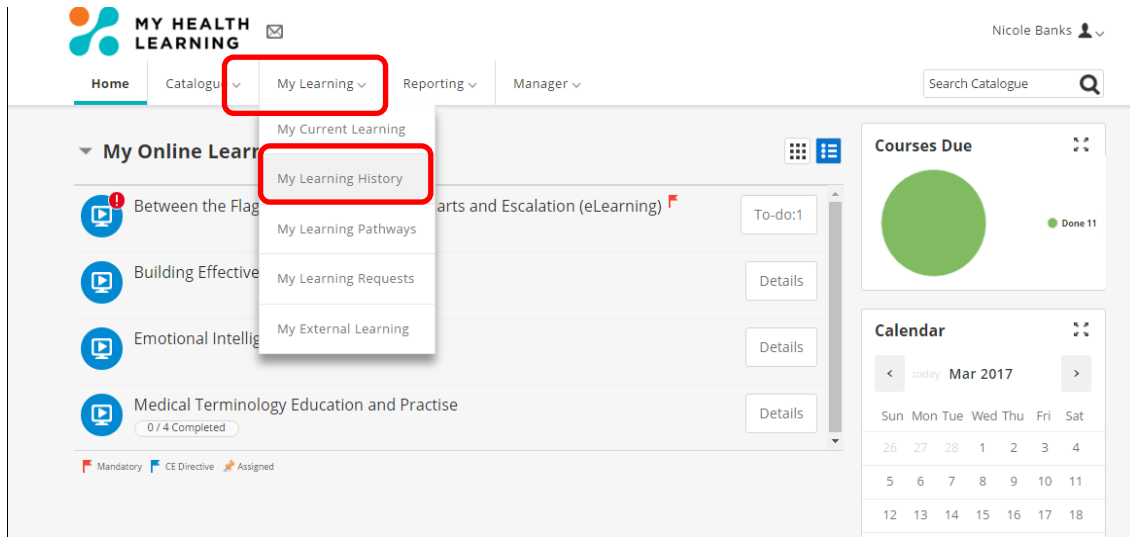 MY HEALTH
LEARNING
Nicole Banks
Home Catalogue My Learning Reporting Manager
Search Catalogue
My Current Learning
My Learning History
My Learning Pathways
My Learning Requests
My External Learning
My Online Lear
Between the Flag arts and Escalation (eLearning)
To-do:1
Building Effective
Details
Emotional Intellig
Details
Medical Terminology Education and Practise
0 / 4 Completed
Details
Mandatory CE Directive Assigned
Courses Due
Done 11
Calendar
< today Mar 2017 >
Sun Mon Tue Wed Thu Fri Sat
26 27 28 1 2 3 4
5 6 7 8 9 10 11
12 13 14 15 16 17 18